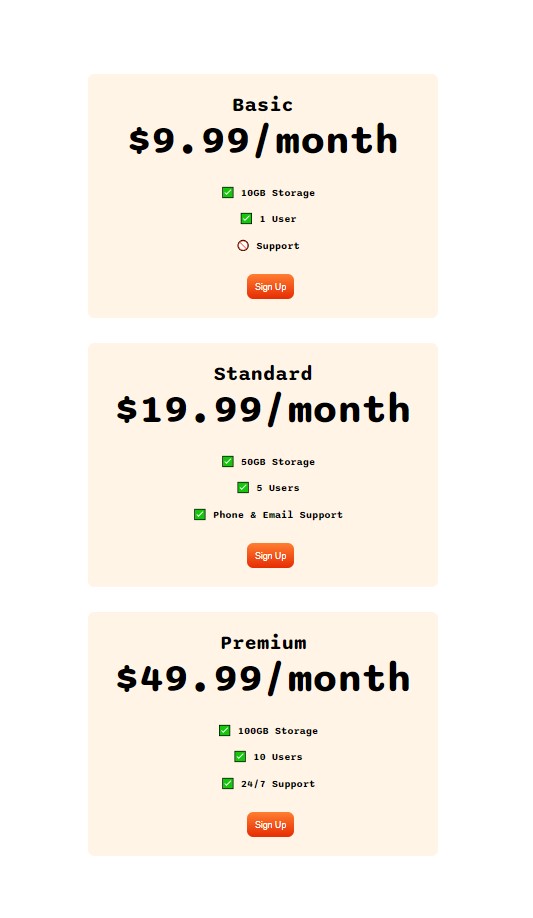 Basic
$9.99/month
✅ 10GB Storage
✅ 1 User
🚫 Support
Sign Up
Standard
$19.99/month
✅ 50GB Storage
✅ 5 Users
✅ Phone & Email Support
Sign Up
Premium
$49.99/month
✅ 100GB Storage
✅ 10 Users
✅ 24/7 Support
Sign Up